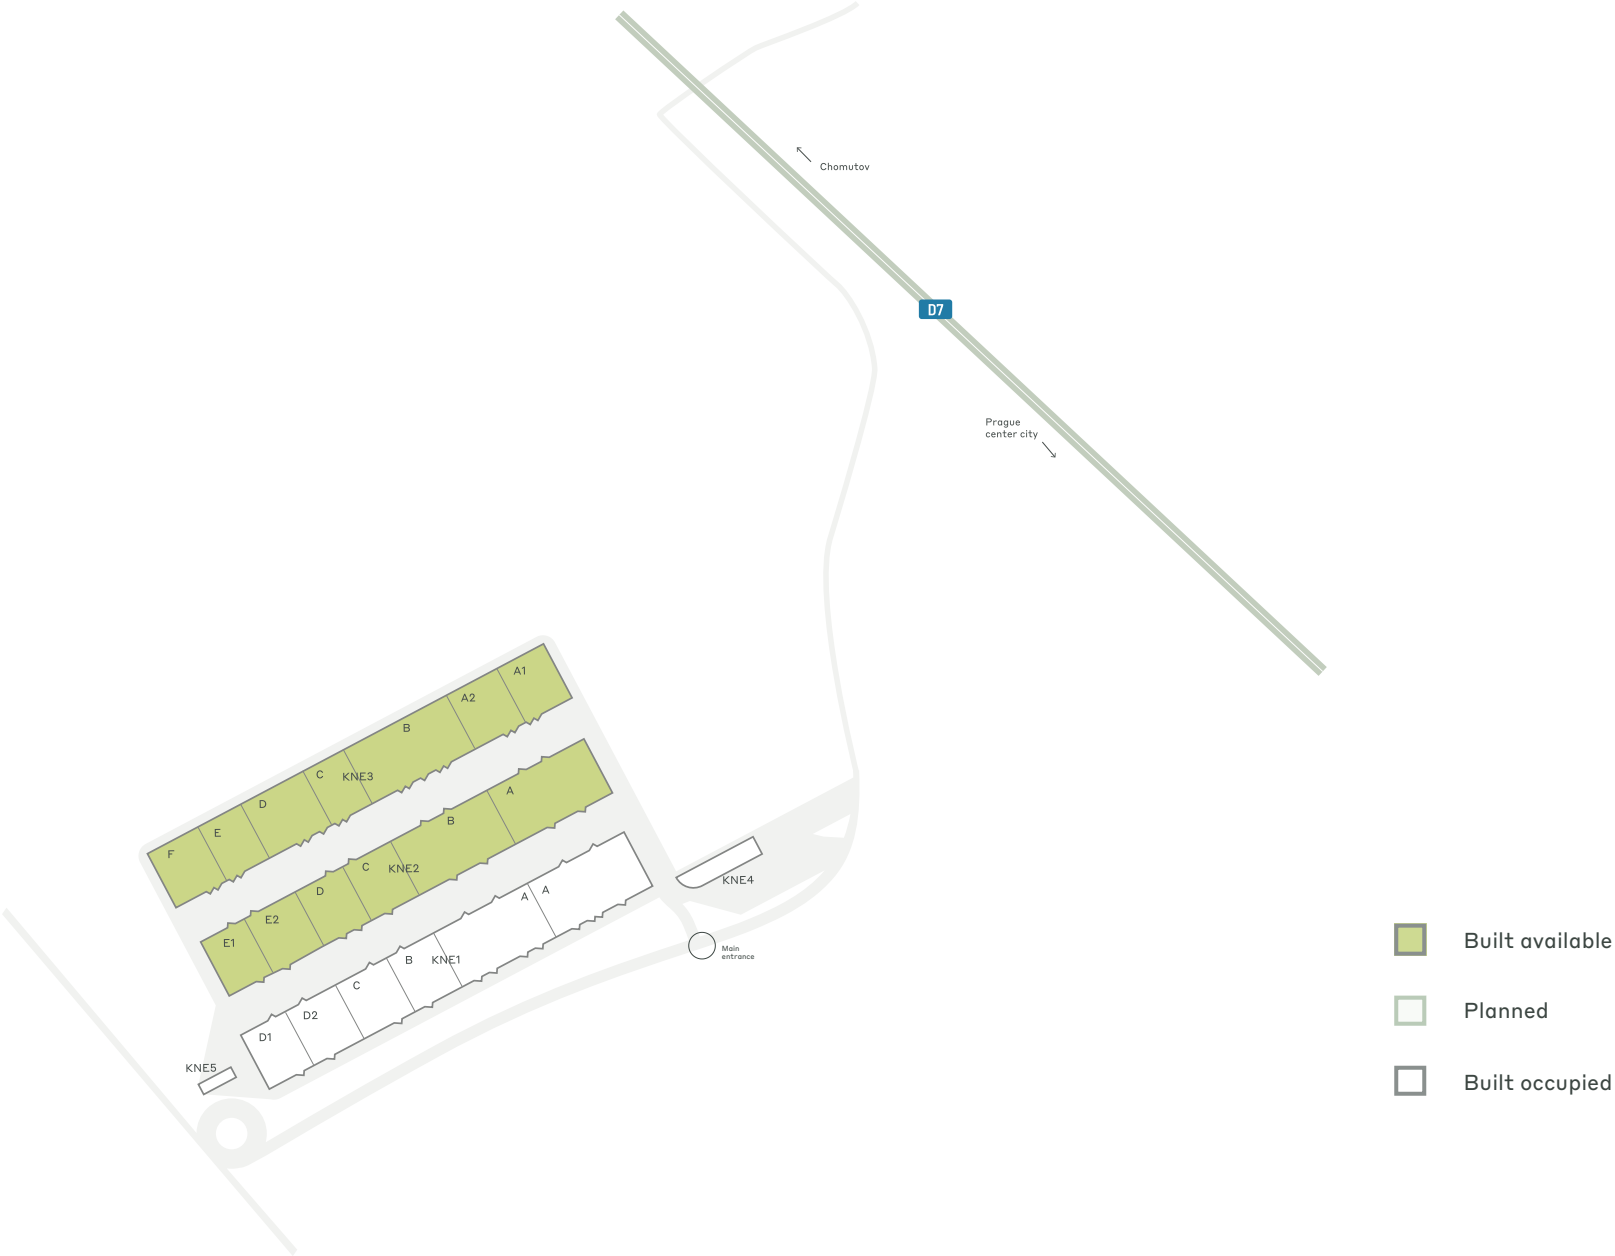 Chomutov
D7
Prague
center city
A1
A2
B
C
KNE3
D
E
F
A
B
C
KNE2
D
E2
E1
A
A
B
KNE1
C
D2
D1
KNE4
Main
entrance
KNE5
Built available
Planned
Built occupied